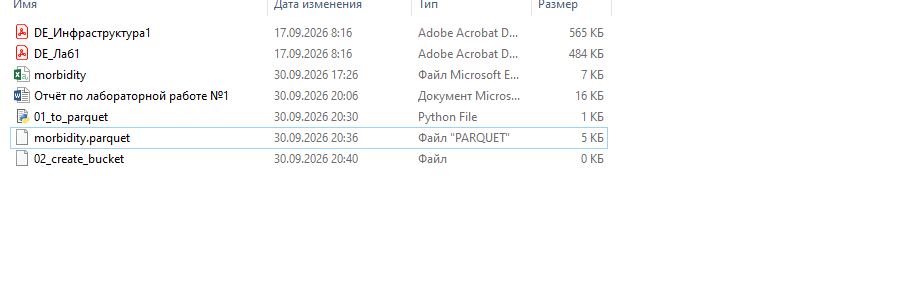 Имя Дата изменения Тип Размер
DE_Инфраструктура1 17.09.2026 8:16 Adobe Acrobat D... 565 КБ
DE_Лаб1 17.09.2026 8:16 Adobe Acrobat D... 484 КБ
morbidity 30.09.2026 17:26 Файл Microsoft E... 7 КБ
Отчёт по лабораторной работе №1 30.09.2026 20:06 Документ Micros... 16 КБ
01_to_parquet 30.09.2026 20:30 Python File 1 КБ
morbidity.parquet 30.09.2026 20:36 Файл "PARQUET" 5 КБ
02_create_bucket 30.09.2026 20:40 Файл 0 КБ